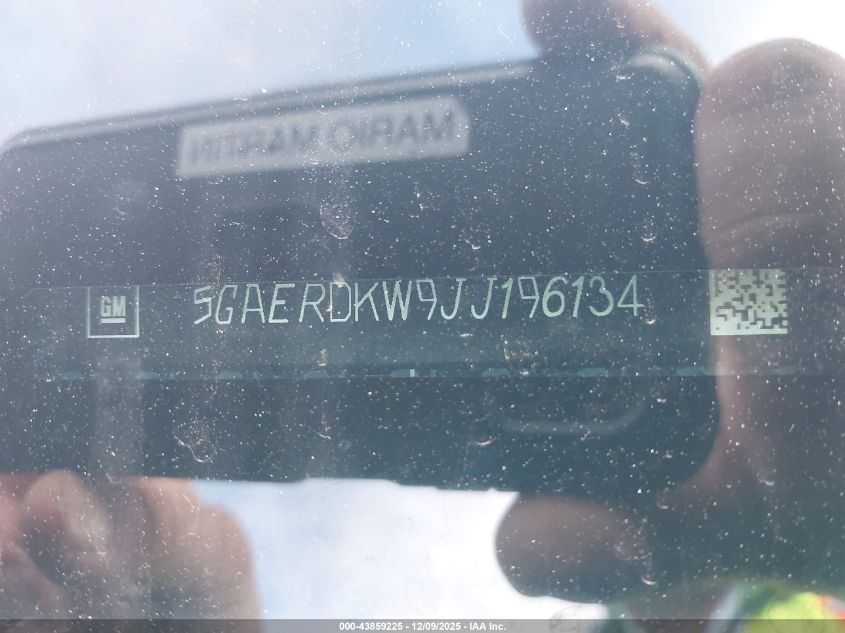 MARIO MARTIN
GM 5GAERDKW9JJ196134
000-43859225 - 12/09/2025 - IAA Inc.